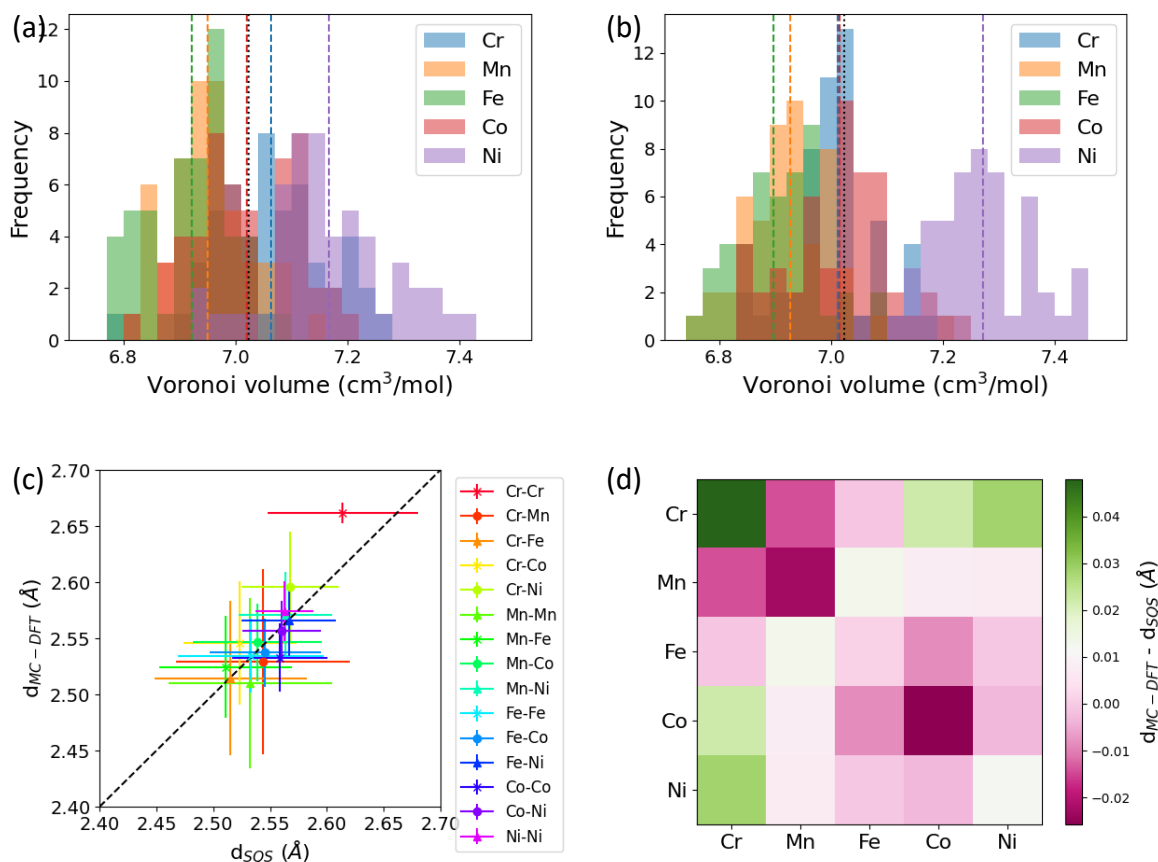 (a)
Frequency
12
10
8
6
4
2
0
6.8 7.0 7.2 7.4
Voronoi volume (cm³/mol)
Cr
Mn
Fe
Co
Ni
(b)
Frequency
12
10
8
6
4
2
0
6.8 7.0 7.2 7.4
Voronoi volume (cm³/mol)
Cr
Mn
Fe
Co
Ni
(c)
d_MC−DFT (Å)
2.70
2.65
2.60
2.55
2.50
2.45
2.40
2.40 2.45 2.50 2.55 2.60 2.65 2.70
d_SOS (Å)
Cr-Cr
Cr-Mn
Cr-Fe
Cr-Co
Cr-Ni
Mn-Mn
Mn-Fe
Mn-Co
Mn-Ni
Fe-Fe
Fe-Co
Fe-Ni
Co-Co
Co-Ni
Ni-Ni
(d)
Cr
Mn
Fe
Co
Ni
Cr Mn Fe Co Ni
0.04
0.03
0.02
0.01
0.00
−0.01
−0.02
d_MC−DFT - d_SOS (Å)